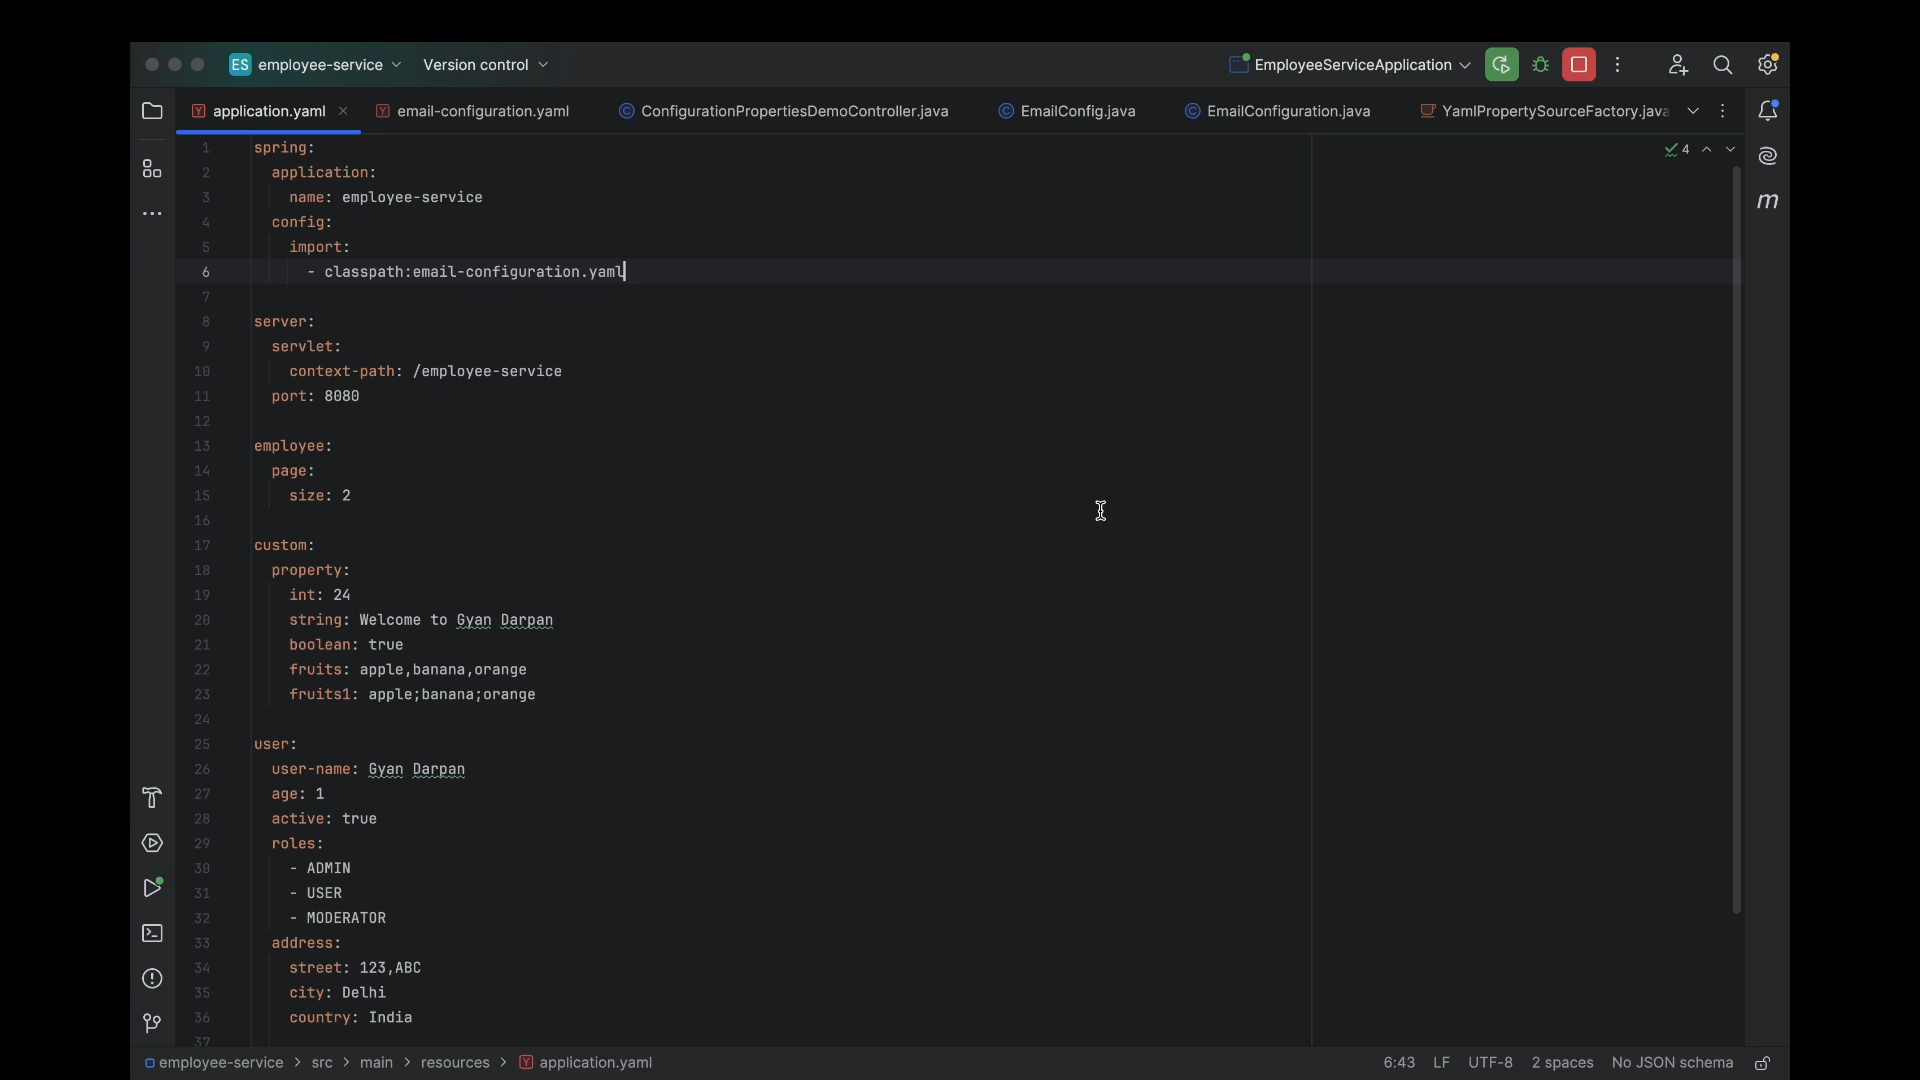 ES employee-service Version control EmployeeServiceApplication
application.yaml email-configuration.yaml ConfigurationPropertiesDemoController.java EmailConfig.java EmailConfiguration.java YamlPropertySourceFactory.java
4
m
1 spring:
2   application:
3     name: employee-service
4   config:
5     import:
6       - classpath:email-configuration.yaml
7
8 server:
9   servlet:
10     context-path: /employee-service
11   port: 8080
12
13 employee:
14   page:
15     size: 2
16
17 custom:
18   property:
19     int: 24
20     string: Welcome to Gyan Darpan
21     boolean: true
22     fruits: apple,banana,orange
23     fruits1: apple;banana;orange
24
25 user:
26   user-name: Gyan Darpan
27   age: 1
28   active: true
29   roles:
30     - ADMIN
31     - USER
32     - MODERATOR
33   address:
34     street: 123,ABC
35     city: Delhi
36     country: India
37
employee-service > src > main > resources > application.yaml 6:43 LF UTF-8 2 spaces No JSON schema